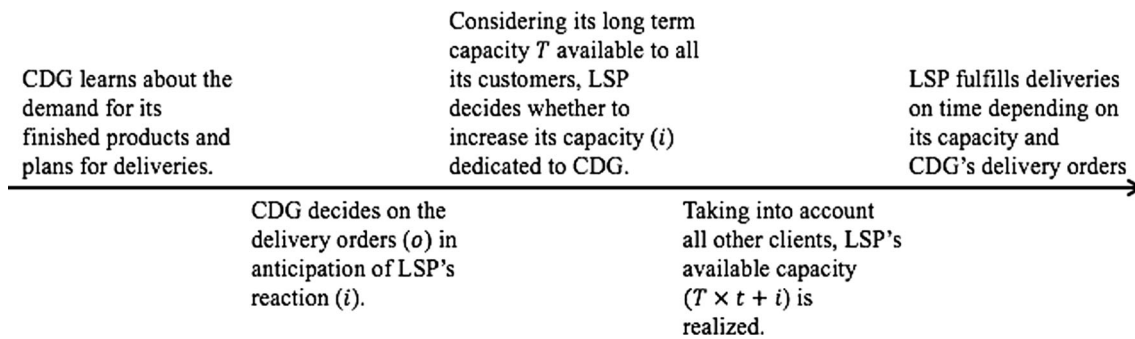 CDG learns about the
demand for its
finished products and
plans for deliveries.
CDG decides on the
delivery orders (o) in
anticipation of LSP's
reaction (i).
Considering its long term
capacity T available to all
its customers, LSP
decides whether to
increase its capacity (i)
dedicated to CDG.
Taking into account
all other clients, LSP's
available capacity
(T × t + i) is
realized.
LSP fulfills deliveries
on time depending on
its capacity and
CDG's delivery orders